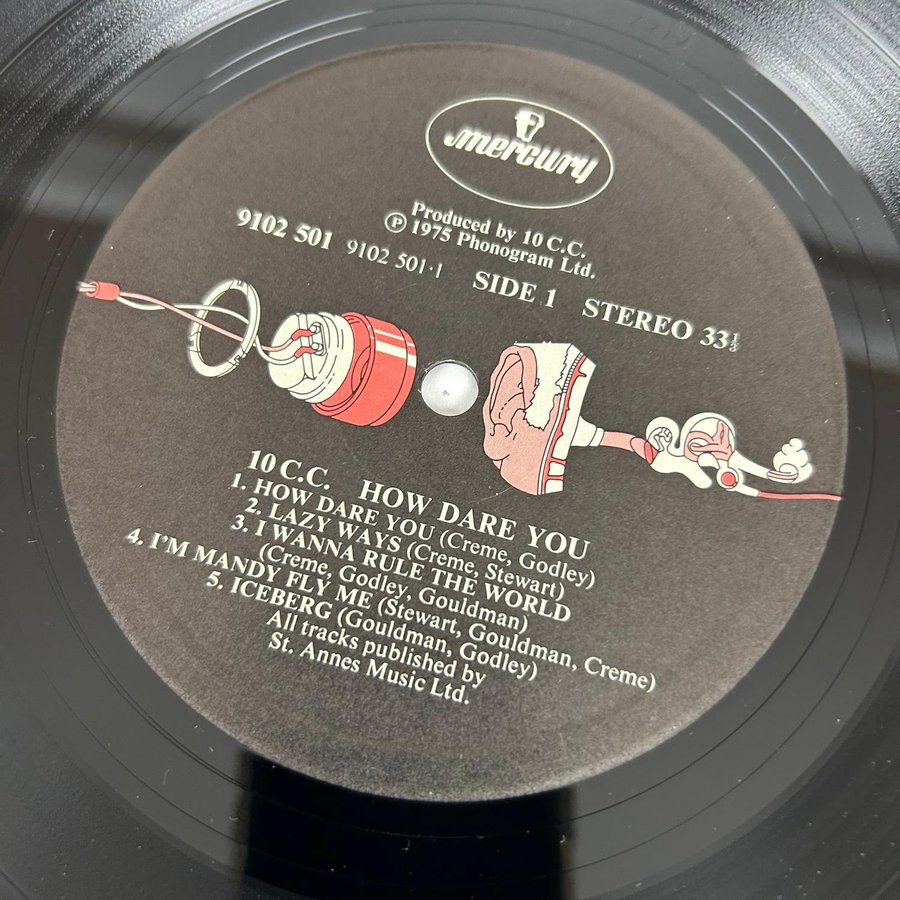 mercury
Produced by 10 C.C.
℗ 1975 Phonogram Ltd.
9102 501 9102 501·1 SIDE 1 STEREO 33⅓
10 C.C. HOW DARE YOU
1. HOW DARE YOU (Creme, Godley)
2. LAZY WAYS (Creme, Stewart)
3. I WANNA RULE THE WORLD
(Creme, Godley, Gouldman)
4. I'M MANDY FLY ME (Stewart, Gouldman, Creme)
5. ICEBERG (Gouldman, Godley)
All tracks published by
St. Annes Music Ltd.